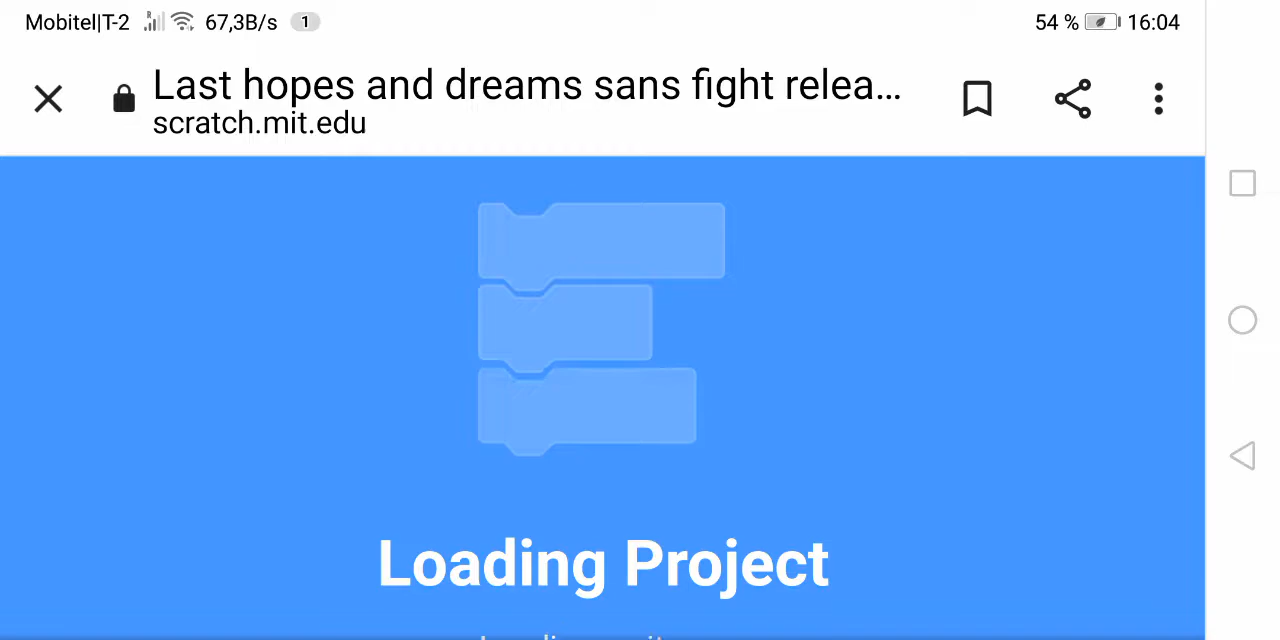 Mobitel|T-2 R 67,3B/s 1 54 % 16:04
Last hopes and dreams sans fight relea...
scratch.mit.edu
Loading Project